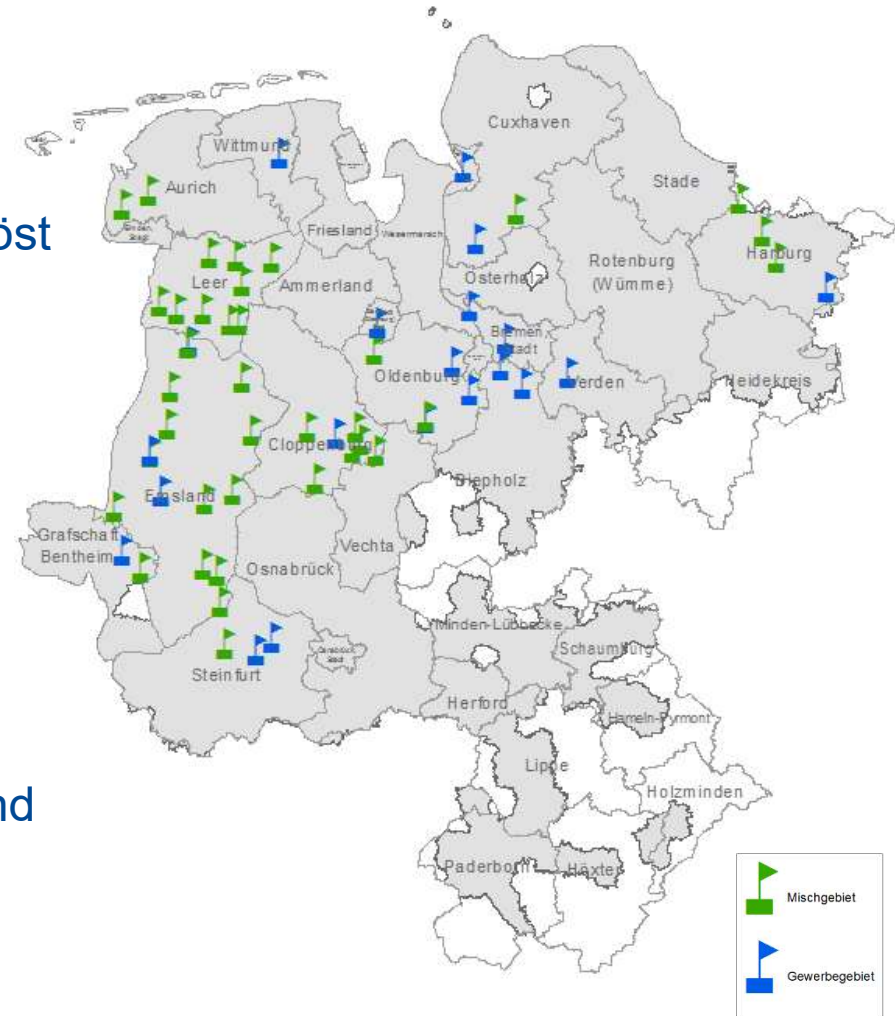 öst
nd
Cuxhaven
Wittmund
Stade
Aurich
Friesland
Wesermarsch
Harburg
Leer
Ammerland
Osterholz
Rotenburg
(Wümme)
Bremen,
Stadt
Oldenburg
Verden
Heidekreis
Cloppenburg
Emsland
Diepholz
Grafschaft
Bentheim
Osnabrück
Vechta
Minden-Lübbecke
Schaumburg
Steinfurt
Osnabrück,
Stadt
Herford
Hameln-Pyrmont
Lippe
Holzminden
Paderborn
Höxter
Mischgebiet
Gewerbegebiet